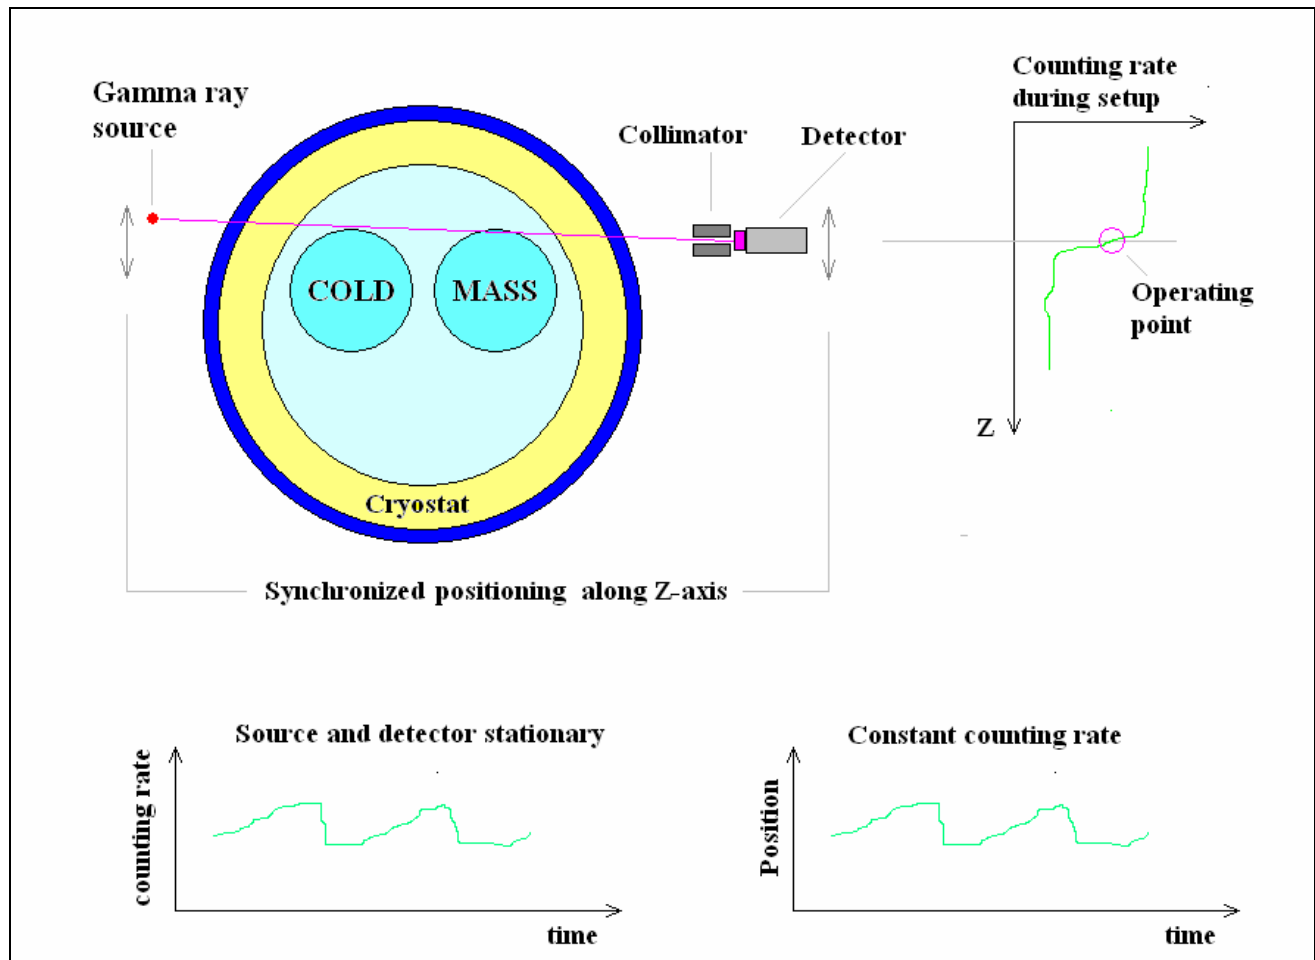 Gamma ray
source
Collimator
Detector
Counting rate
during setup
COLD
MASS
Operating
point
Z
Cryostat
Synchronized positioning along Z-axis
Source and detector stationary
counting rate
time
Constant counting rate
Position
time